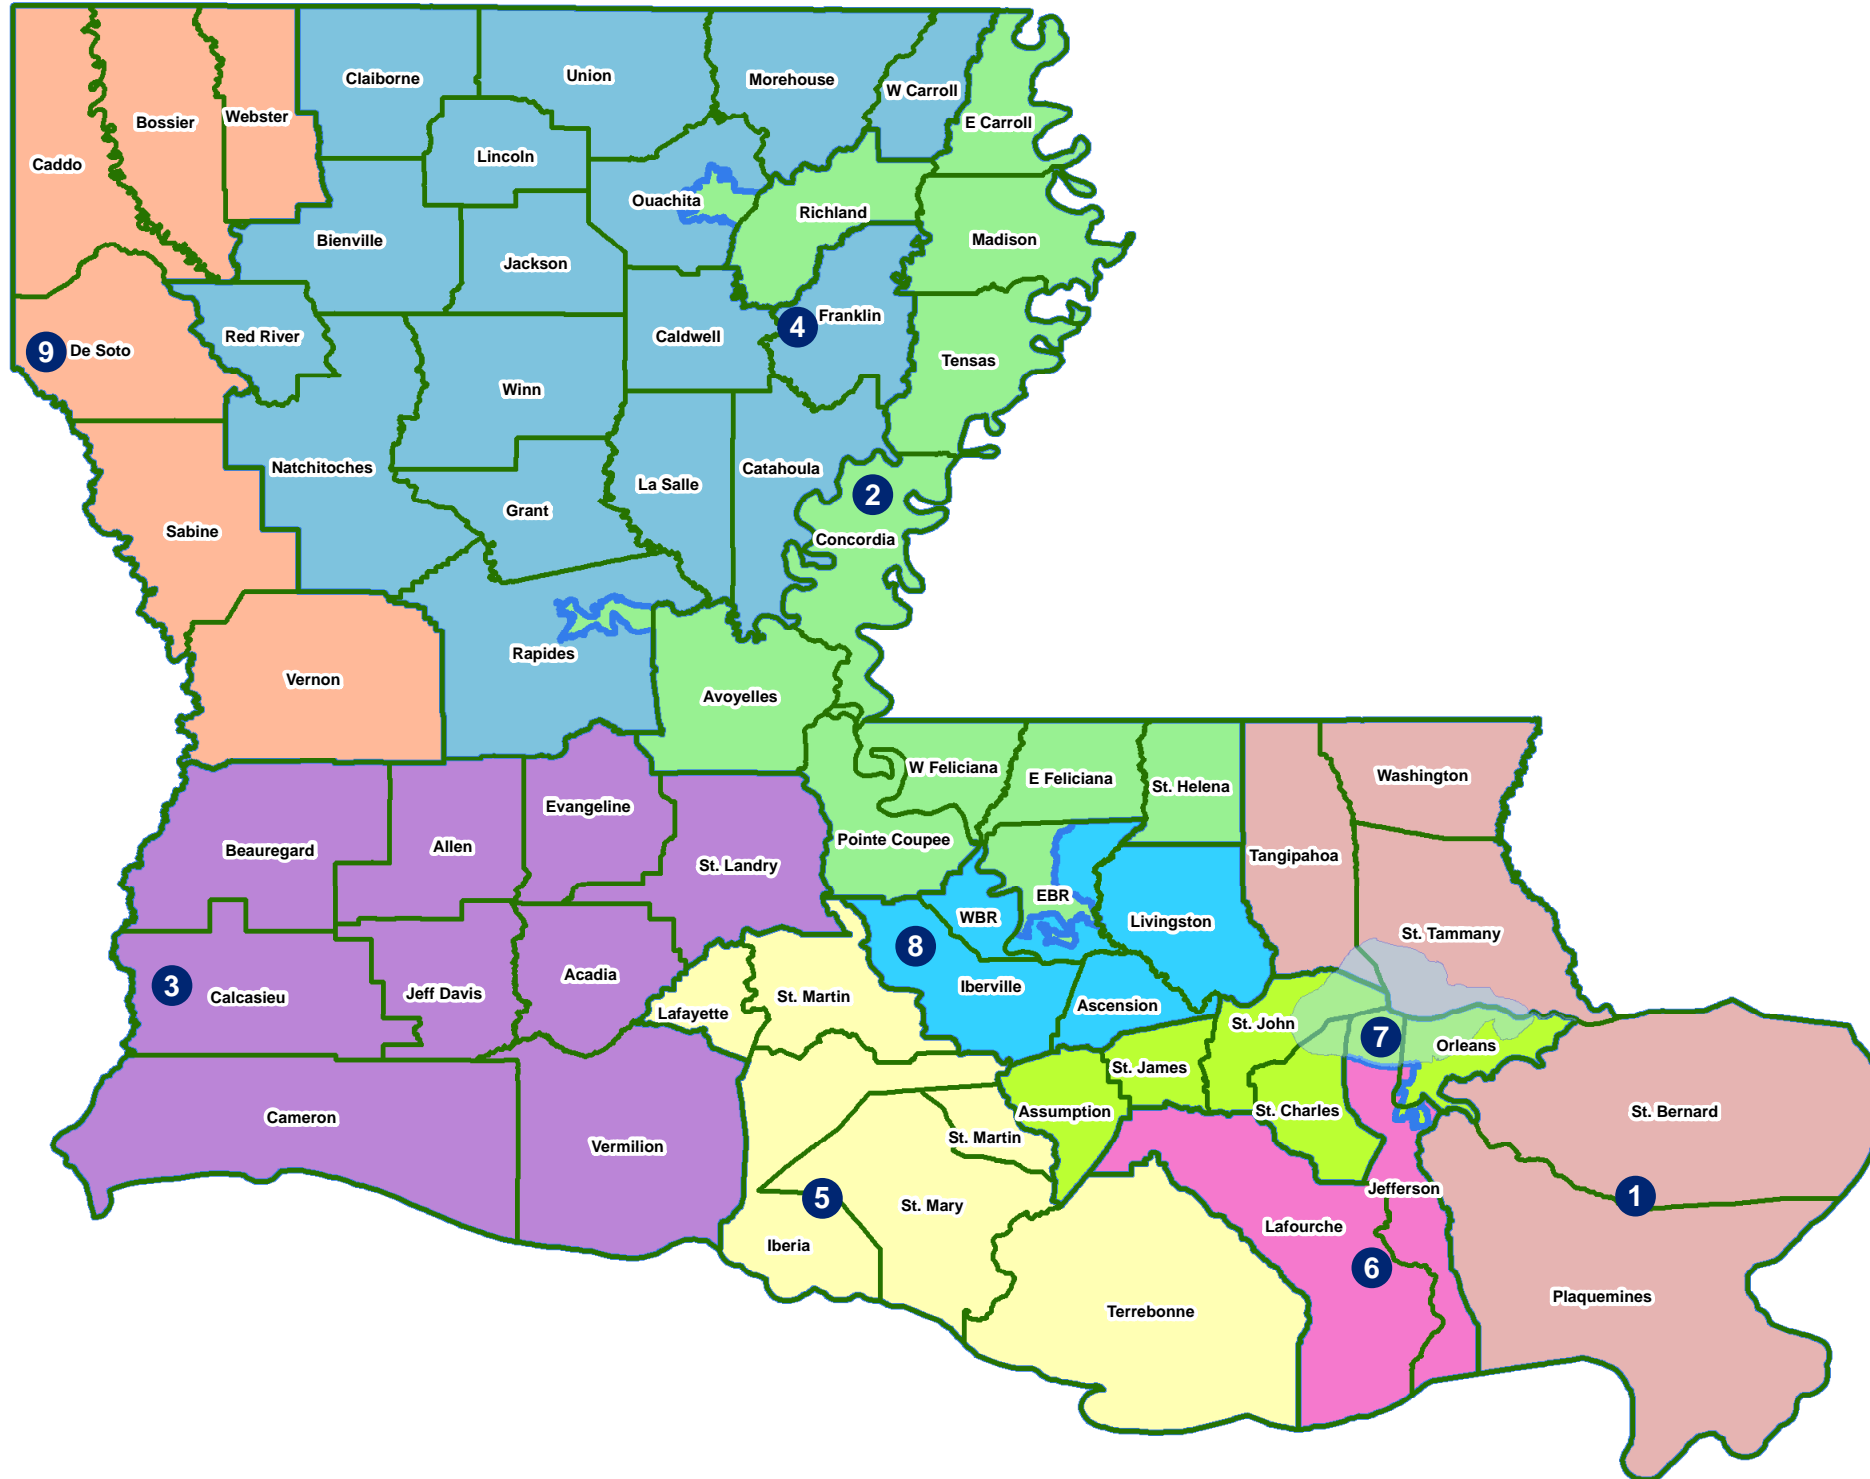 Claiborne
Union
Morehouse
W Carroll
E Carroll
Bossier
Webster
Caddo
Lincoln
Ouachita
Richland
Madison
Bienville
Jackson
Red River
Caldwell
4
Franklin
9
De Soto
Tensas
Winn
Natchitoches
La Salle
Catahoula
2
Grant
Sabine
Concordia
Rapides
Vernon
Avoyelles
W Feliciana
E Feliciana
St. Helena
Washington
Evangeline
Pointe Coupee
Beauregard
Allen
St. Landry
Tangipahoa
EBR
WBR
Livingston
St. Tammany
8
Acadia
3
Calcasieu
Jeff Davis
St. Martin
Iberville
Ascension
Lafayette
St. John
7
Orleans
St. James
Assumption
St. Charles
St. Bernard
Cameron
Vermilion
St. Martin
Jefferson
1
5
St. Mary
Lafourche
Iberia
6
Terrebonne
Plaquemines